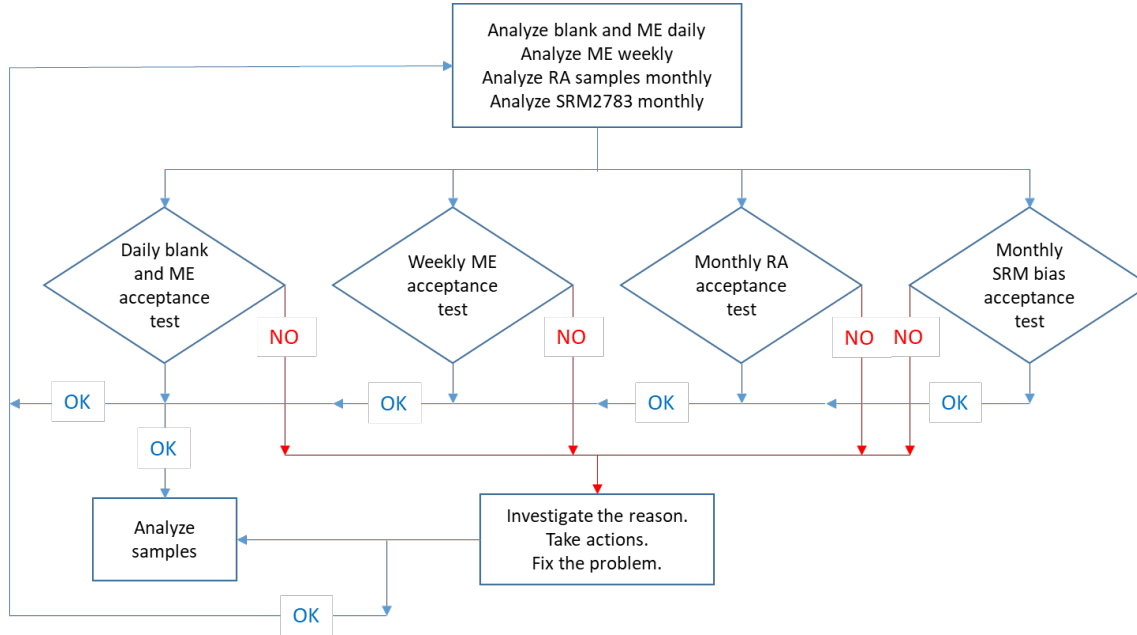 Analyze blank and ME daily
Analyze ME weekly
Analyze RA samples monthly
Analyze SRM2783 monthly
Daily blank
and ME
acceptance
test
Weekly ME
acceptance
test
Monthly RA
acceptance
test
Monthly
SRM bias
acceptance
test
NO
NO
NO
NO
OK
OK
OK
OK
OK
Analyze
samples
Investigate the reason.
Take actions.
Fix the problem.
OK